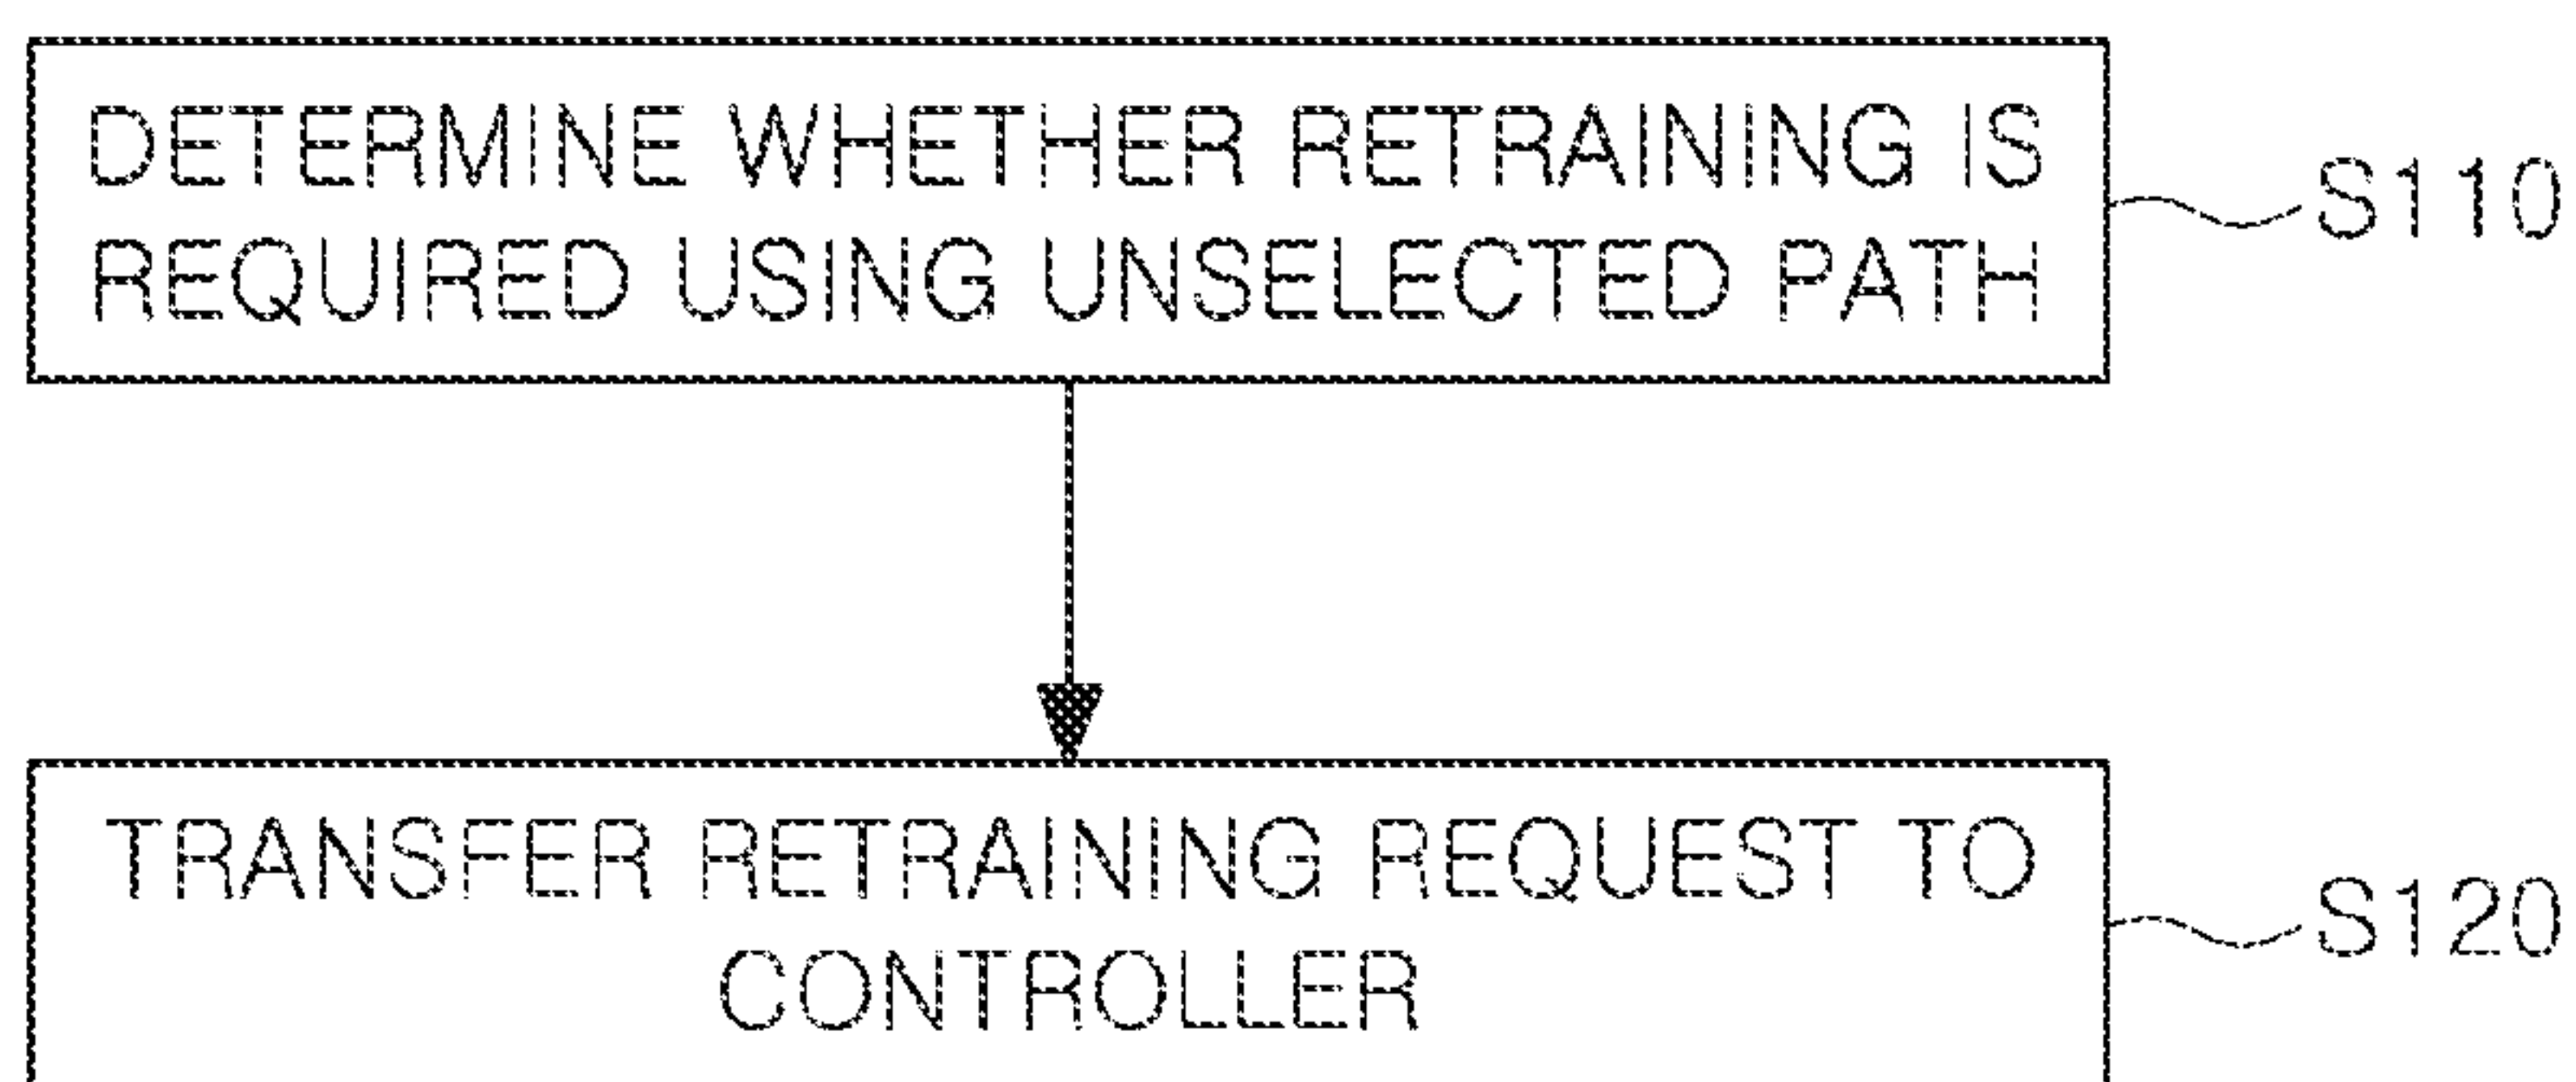 DETERMINE WHETHER RETRAINING IS
REQUIRED USING UNSELECTED PATH
S110
TRANSFER RETRAINING REQUEST TO
CONTROLLER
S120